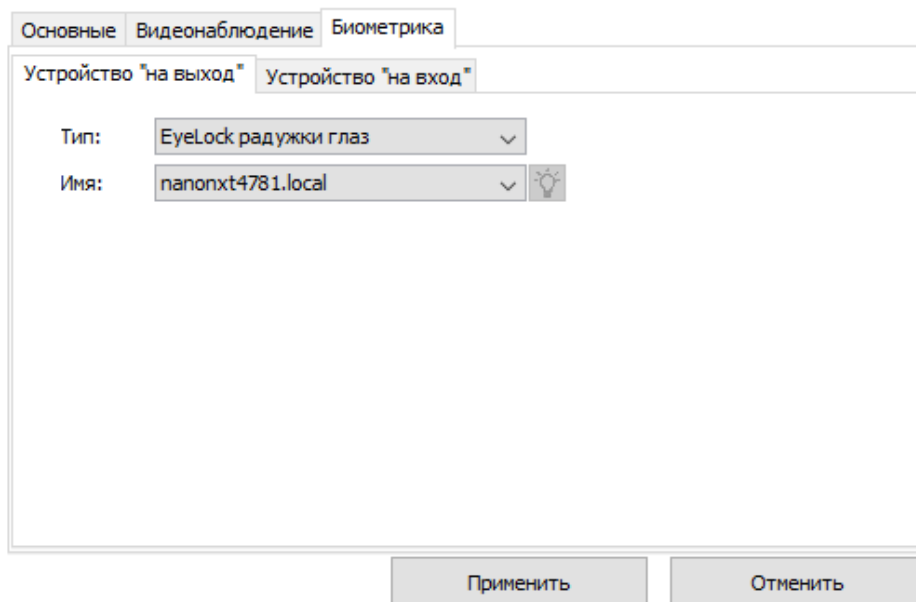 Основные Видеонаблюдение Биометрика
Устройство "на выход" Устройство "на вход"
Тип: EyeLock радужки глаз
Имя: nanonxt4781.local
Применить Отменить